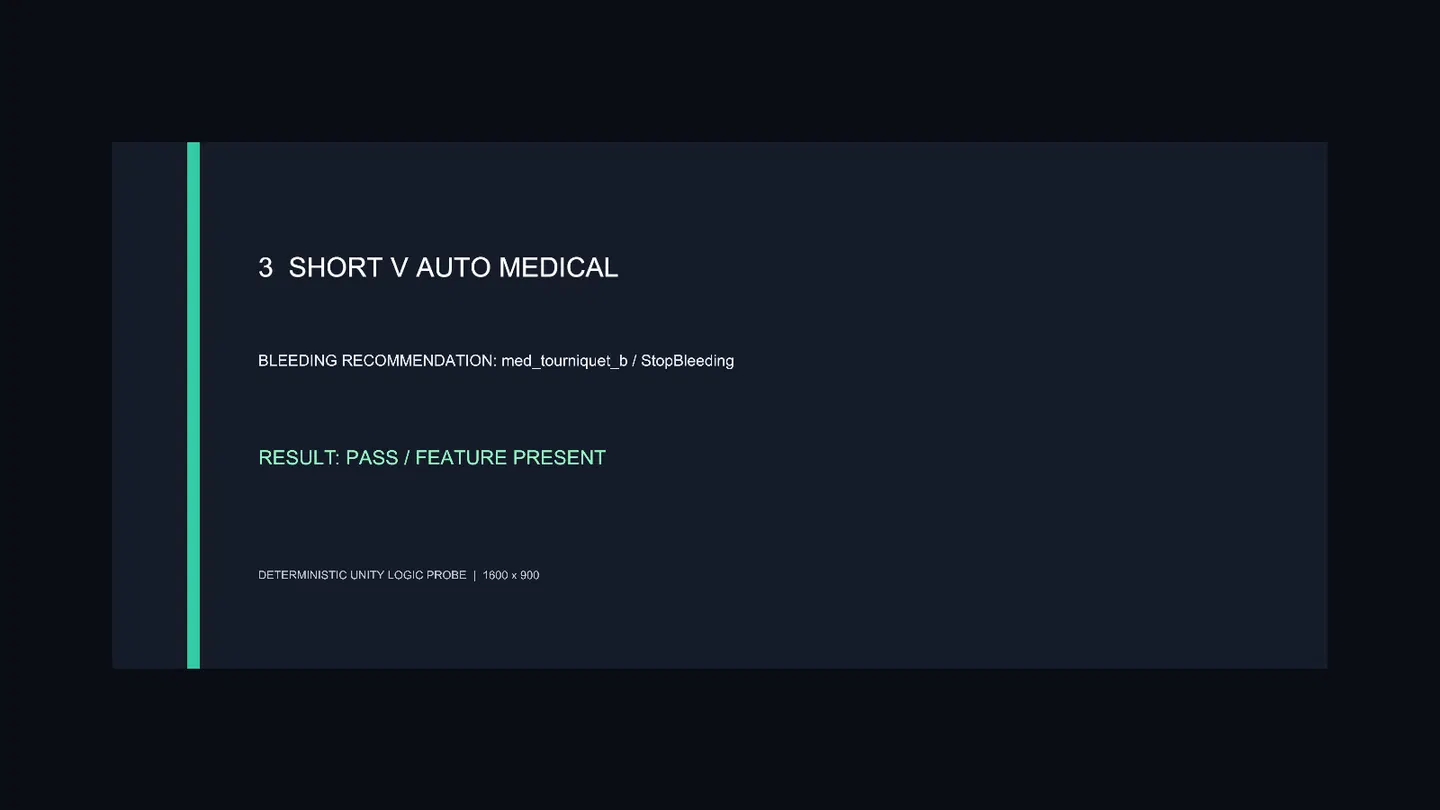 3 SHORT V AUTO MEDICAL
BLEEDING RECOMMENDATION: med_tourniquet_b / StopBleeding
RESULT: PASS / FEATURE PRESENT
DETERMINISTIC UNITY LOGIC PROBE | 1600 x 900